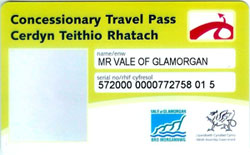 Concessionary Travel Pass
Cerdyn Teithio Rhatach
name/enw
MR VALE OF GLAMORGAN
serial no/rhif cyfresol
572000 0000772758 01 5
VALE of GLAMORGAN
BRO MORGANNWG